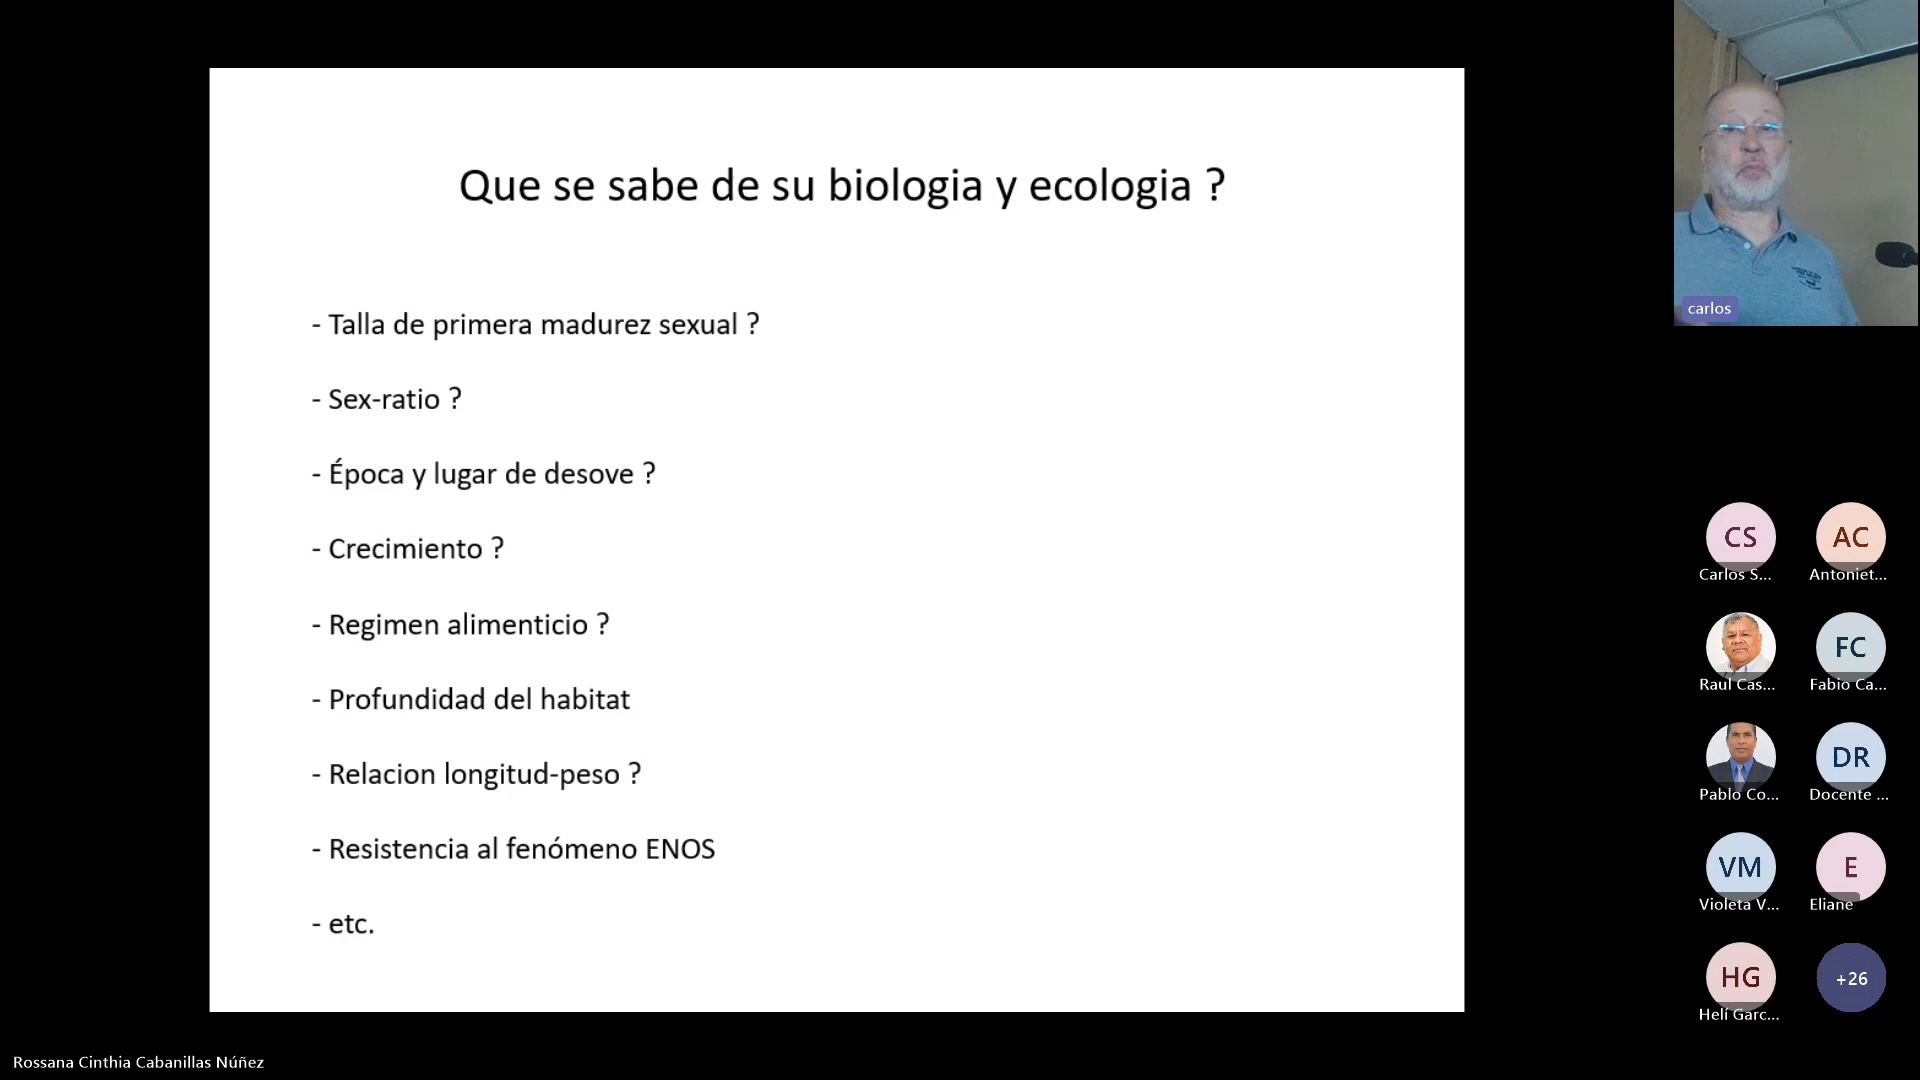 Que se sabe de su biologia y ecologia ?
- Talla de primera madurez sexual ?
- Sex-ratio ?
- Época y lugar de desove ?
- Crecimiento ?
- Regimen alimenticio ?
- Profundidad del habitat
- Relacion longitud-peso ?
- Resistencia al fenómeno ENOS
- etc.
carlos
CS
Carlos S...
AC
Antoniet...
Raul Cas...
FC
Fabio Ca...
Pablo Co...
DR
Docente ...
VM
Violeta V...
E
Eliane
HG
Helí Garc...
+26
Rossana Cinthia Cabanillas Núñez